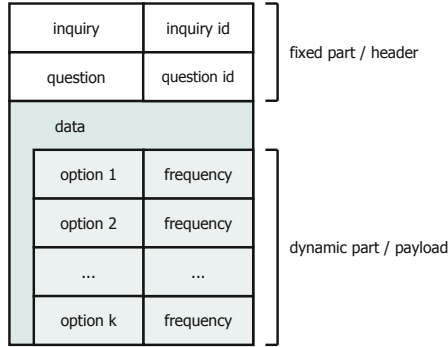 inquiry inquiry id
question question id
fixed part / header
data
option 1 frequency
option 2 frequency
... ...
option k frequency
dynamic part / payload